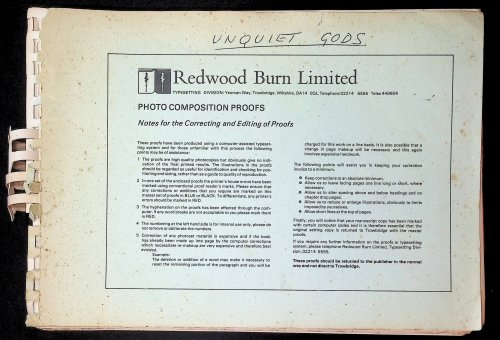 UNQUIET GODS
Redwood Burn Limited
TYPESETTING DIVISION: Yeoman Way, Trowbridge, Wiltshire, BA14 0QL Telephone 02214 5555 Telex 449824
PHOTO COMPOSITION PROOFS
Notes for the Correcting and Editing of Proofs
These proofs have been produced using a computer-assisted typeset-
ting system and for those unfamiliar with this process the following
points may be of assistance:
1 The proofs are high quality photocopies but obviously give no indi-
cation of the final printed results. The illustrations in the proofs
should be regarded as useful for identification and checking for pos-
itioning and sizing, rather than as a guide to quality of reproduction.
2 In one set of the enclosed proofs the printer's house errors have been
marked using conventional proof reader's marks. Please ensure that
any corrections or additions that you require are marked on this
master set of proofs in BLUE or BLACK. To differentiate, any printer's
errors should be marked in RED.
3 The hyphenation on the proofs has been effected through the com-
puter. If any word breaks are not acceptable to you please mark them
in RED.
4 The numbering at the left hand side is for internal use only, please do
not remove or obliterate the numbers.
5 Correction of any photoset material is expensive and if the book
has already been made up into page by the computer corrections
which necessitate re-makeup are very expensive and therefore best
avoided.
Example:
The deletion or addition of a word may make it necessary to
reset the remaining portion of the paragraph and you will be
charged for this work on a line basis. It is also possible that a
change in page makeup will be necessary and this again
involves expensive handwork.
The following points will assist you in keeping your correction
invoice to a minimum.
Keep corrections to an absolute minimum.
Allow us to leave facing pages one line long or short, where
necessary.
Allow us to alter spacing above and below headings and on
chapter drop pages.
Allow us to reduce or enlarge illustrations, obviously to limits
imposed by yourselves.
Allow short lines at the top of pages.
Finally, you will notice that your manuscript copy has been marked
with certain computer codes and it is therefore essential that the
original setting copy is returned to Trowbridge with the master
proofs.
If you require any further information on the proofs or typesetting
system, please telephone Redwood Burn Limited, Typesetting Divi-
sion, 02214 5555.
These proofs should be returned to the publisher in the normal
way and not direct to Trowbridge.